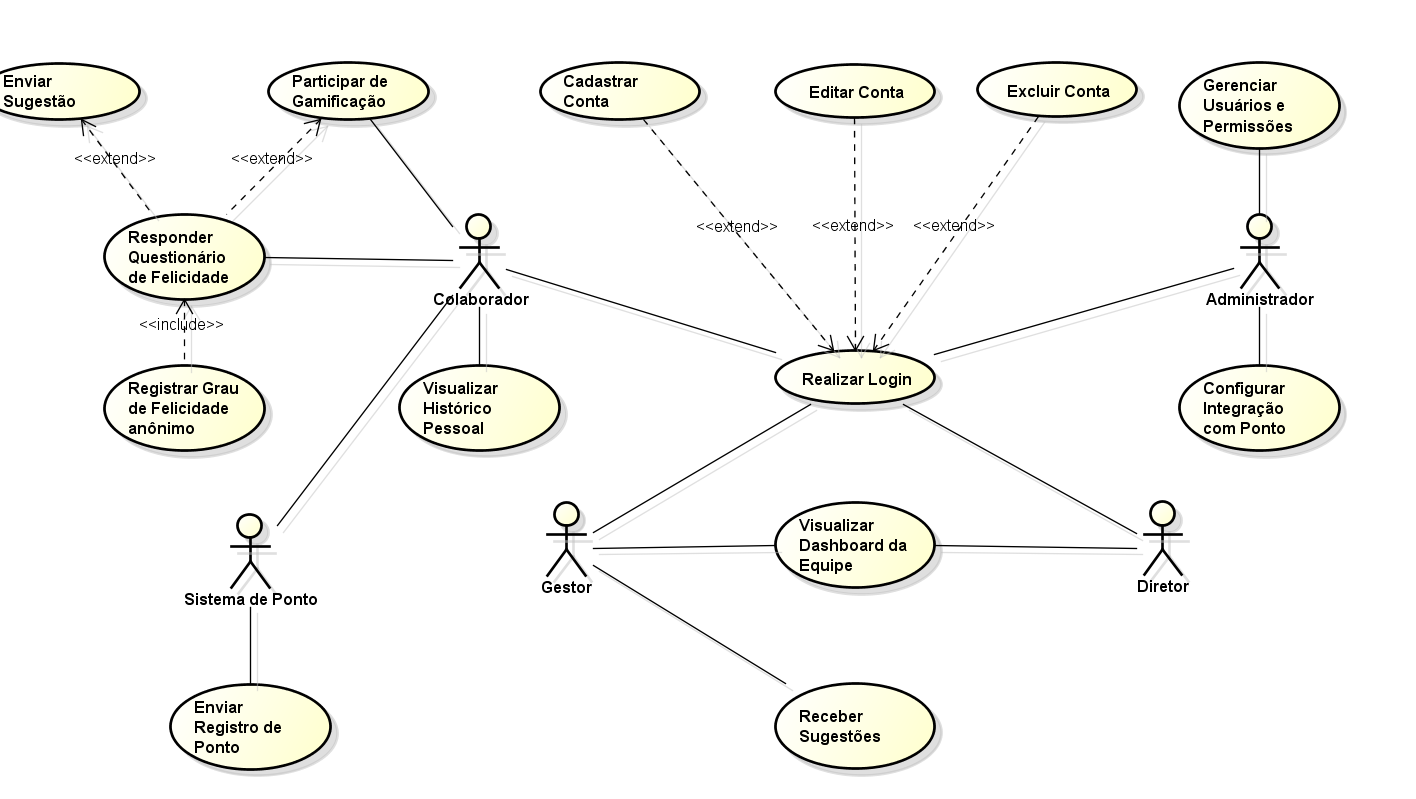 Enviar
Sugestão
Participar de
Gamificação
Cadastrar
Conta
Editar Conta
Excluir Conta
Gerenciar
Usuários e
Permissões
<<extend>>
<<extend>>
<<extend>>
<<extend>>
<<extend>>
Responder
Questionário
de Felicidade
Colaborador
Administrador
<<include>>
Registrar Grau
de Felicidade
anônimo
Visualizar
Histórico
Pessoal
Realizar Login
Configurar
Integração
com Ponto
Sistema de Ponto
Gestor
Visualizar
Dashboard da
Equipe
Diretor
Enviar
Registro de
Ponto
Receber
Sugestões